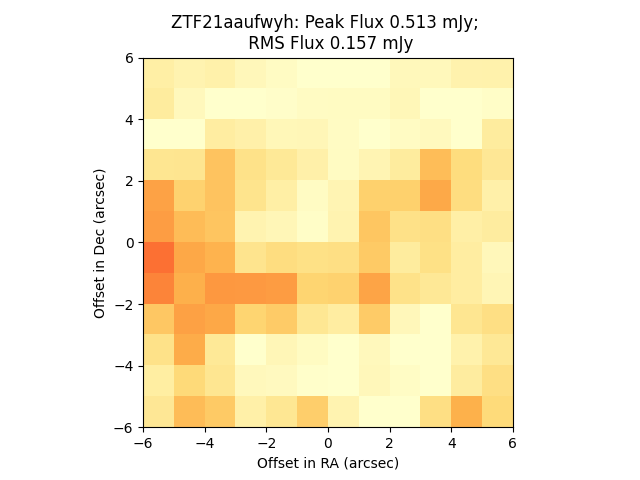 ZTF21aaufwyh: Peak Flux 0.513 mJy;
RMS Flux 0.157 mJy
6
4
2
0
−2
−4
−6
Offset in Dec (arcsec)
−6 −4 −2 0 2 4 6
Offset in RA (arcsec)